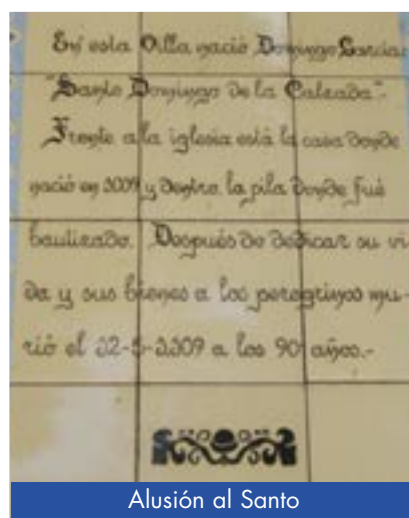 En esta Villa nació Domingo García:
"Santo Domingo de la Calzada".-
Frente a la iglesia está la casa donde
nació en 1009 y dentro la pila donde fué
bautizado. Después de dedicar su vi-
da y sus bienes a los peregrinos mu-
rió el 12-5-1109 a los 90 años.-
Alusión al Santo